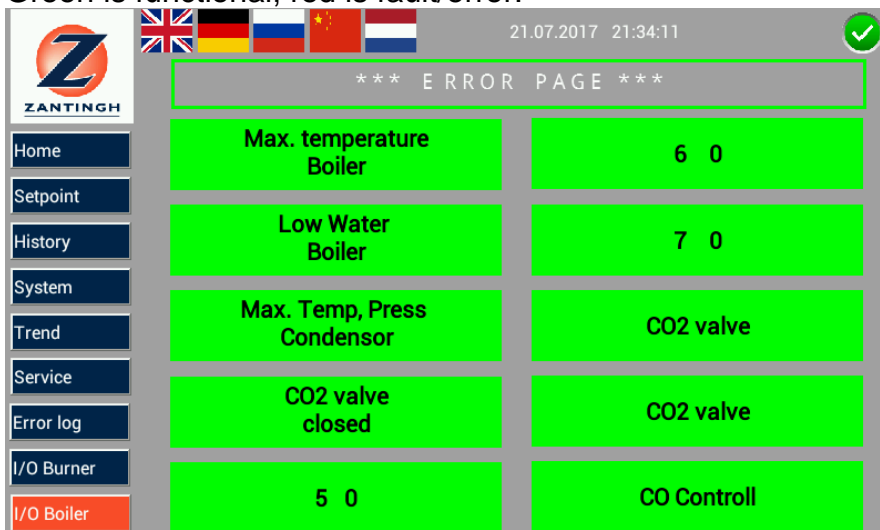 Green is functional, red is fault/error.
21.07.2017 21:34:11
*** ERROR PAGE ***
ZANTINGH
Home
Setpoint
History
System
Trend
Service
Error log
I/O Burner
I/O Boiler
Max. temperature
Boiler
6 0
Low Water
Boiler
7 0
Max. Temp, Press
Condensor
CO2 valve
CO2 valve
closed
CO2 valve
5 0
CO Controll